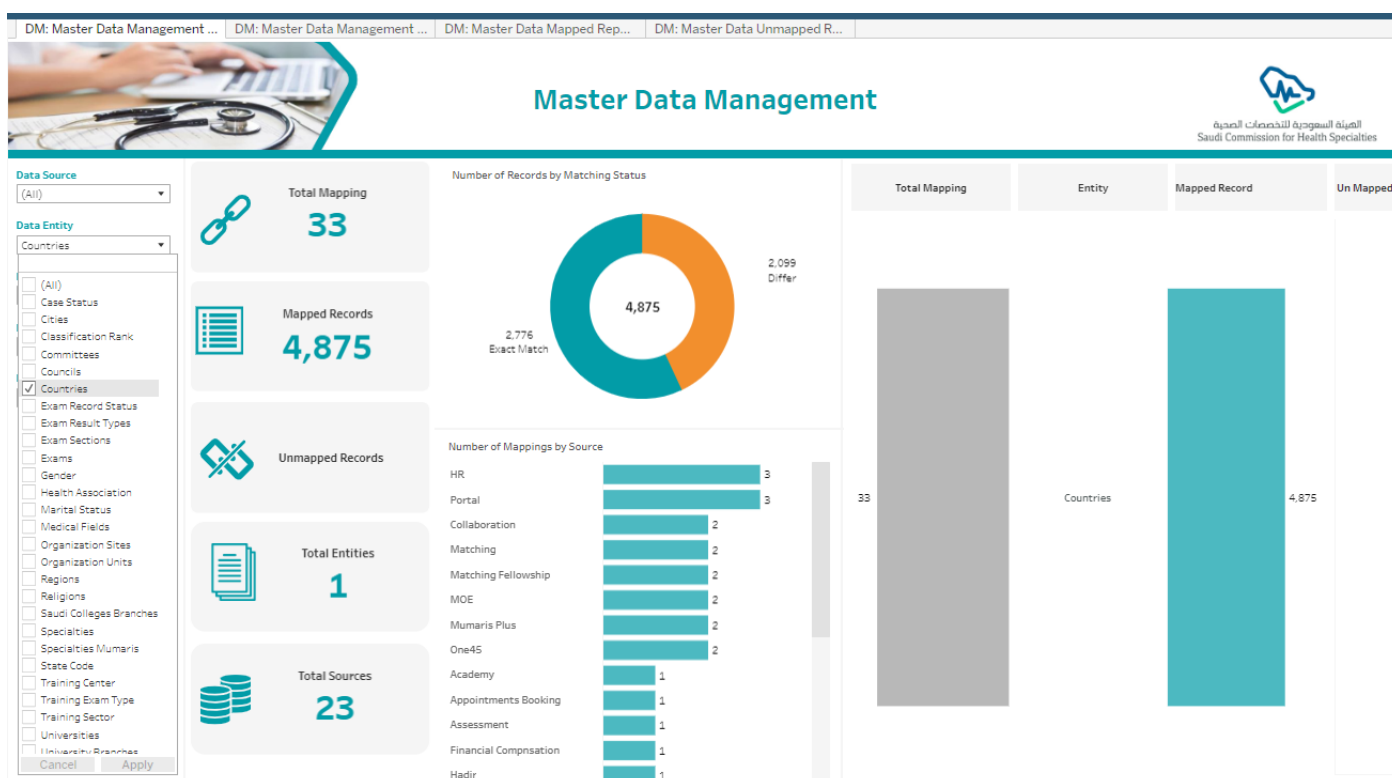 DM: Master Data Management ...
DM: Master Data Management ...
DM: Master Data Mapped Rep...
DM: Master Data Unmapped R...
Master Data Management
الهيئة السعودية للتخصصات الصحية
Saudi Commission for Health Specialties
Data Source
(All)
Data Entity
Countries
(All)
Case Status
Cities
Classification Rank
Committees
Councils
Countries
Exam Record Status
Exam Result Types
Exam Sections
Exams
Gender
Health Association
Marital Status
Medical Fields
Organization Sites
Organization Units
Regions
Religions
Saudi Colleges Branches
Specialties
Specialties Mumaris
State Code
Training Center
Training Exam Type
Training Sector
Universities
University Branches
Cancel Apply
Total Mapping
33
Mapped Records
4,875
Unmapped Records
Total Entities
1
Total Sources
23
Number of Records by Matching Status
2,099
Differ
4,875
2,776
Exact Match
Number of Mappings by Source
HR 3
Portal 3
Collaboration 2
Matching 2
Matching Fellowship 2
MOE 2
Mumaris Plus 2
One45 2
Academy 1
Appointments Booking 1
Assessment 1
Financial Compnsation 1
Hadir 1
Total Mapping Entity Mapped Record Un Mapped
33 Countries 4,875